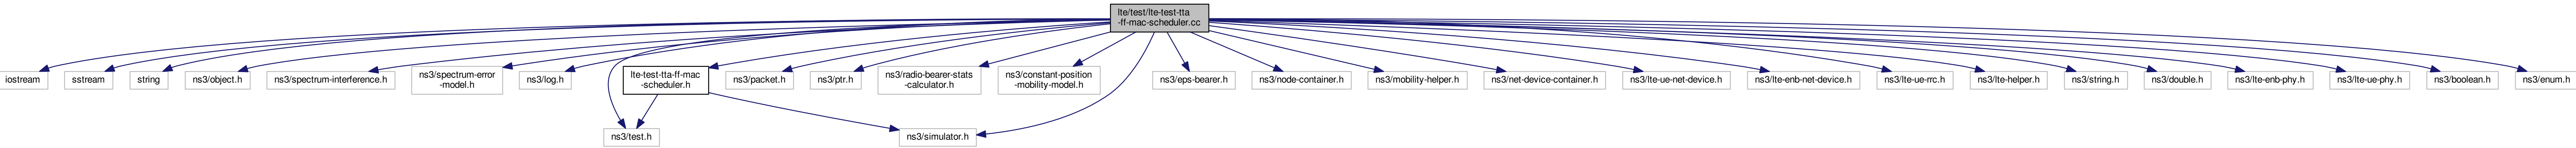 lte/test/lte-test-tta
-ff-mac-scheduler.cc
iostream
sstream
string
ns3/object.h
ns3/spectrum-interference.h
ns3/spectrum-error
-model.h
ns3/log.h
lte-test-tta-ff-mac
-scheduler.h
ns3/packet.h
ns3/ptr.h
ns3/radio-bearer-stats
-calculator.h
ns3/constant-position
-mobility-model.h
ns3/eps-bearer.h
ns3/node-container.h
ns3/mobility-helper.h
ns3/net-device-container.h
ns3/lte-ue-net-device.h
ns3/lte-enb-net-device.h
ns3/lte-ue-rrc.h
ns3/lte-helper.h
ns3/string.h
ns3/double.h
ns3/lte-enb-phy.h
ns3/lte-ue-phy.h
ns3/boolean.h
ns3/enum.h
ns3/test.h
ns3/simulator.h